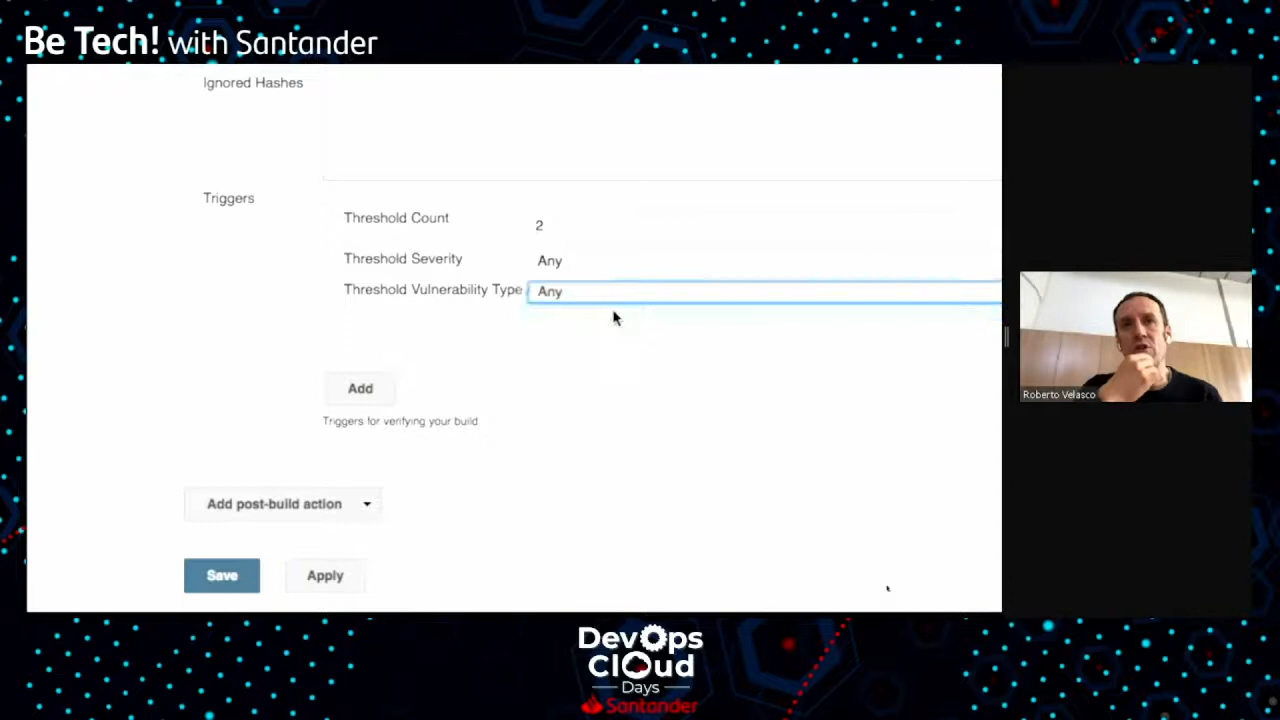 Be Tech! with Santander
Ignored Hashes
Triggers
Threshold Count
2
Threshold Severity
Any
Threshold Vulnerability Type
Any
Add
Triggers for verifying your build
Add post-build action
Save
Apply
Roberto Velasco
DevOps
Cloud
Days
Santander